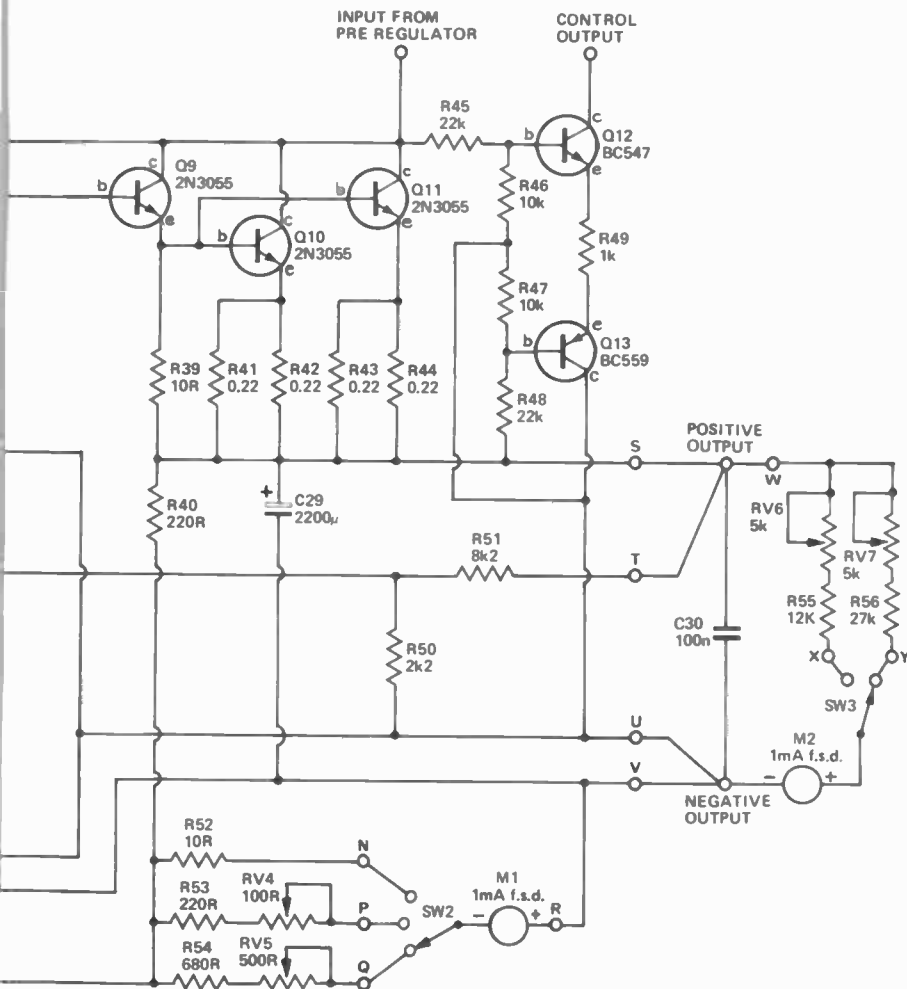 INPUT FROM
PRE REGULATOR
CONTROL
OUTPUT
R45
22k
c
Q12
BC547
b
e
c
Q9
2N3055
b
e
c
Q11
2N3055
b
e
R46
10k
c
Q10
2N3055
b
e
R49
1k
R47
10k
e
Q13
BC559
b
c
R39
10R
R41
0.22
R42
0.22
R43
0.22
R44
0.22
R48
22k
S
POSITIVE
OUTPUT
W
+
C29
2200µ
R40
220R
R51
8k2
T
RV6
5k
RV7
5k
R55
12K
R56
27k
C30
100n
R50
2k2
X
Y
SW3
U
M2
1mA f.s.d.
V
-
+
NEGATIVE
OUTPUT
R52
10R
N
R53
220R
RV4
100R
P
SW2
M1
1mA f.s.d.
-
+
R
R54
680R
RV5
500R
Q